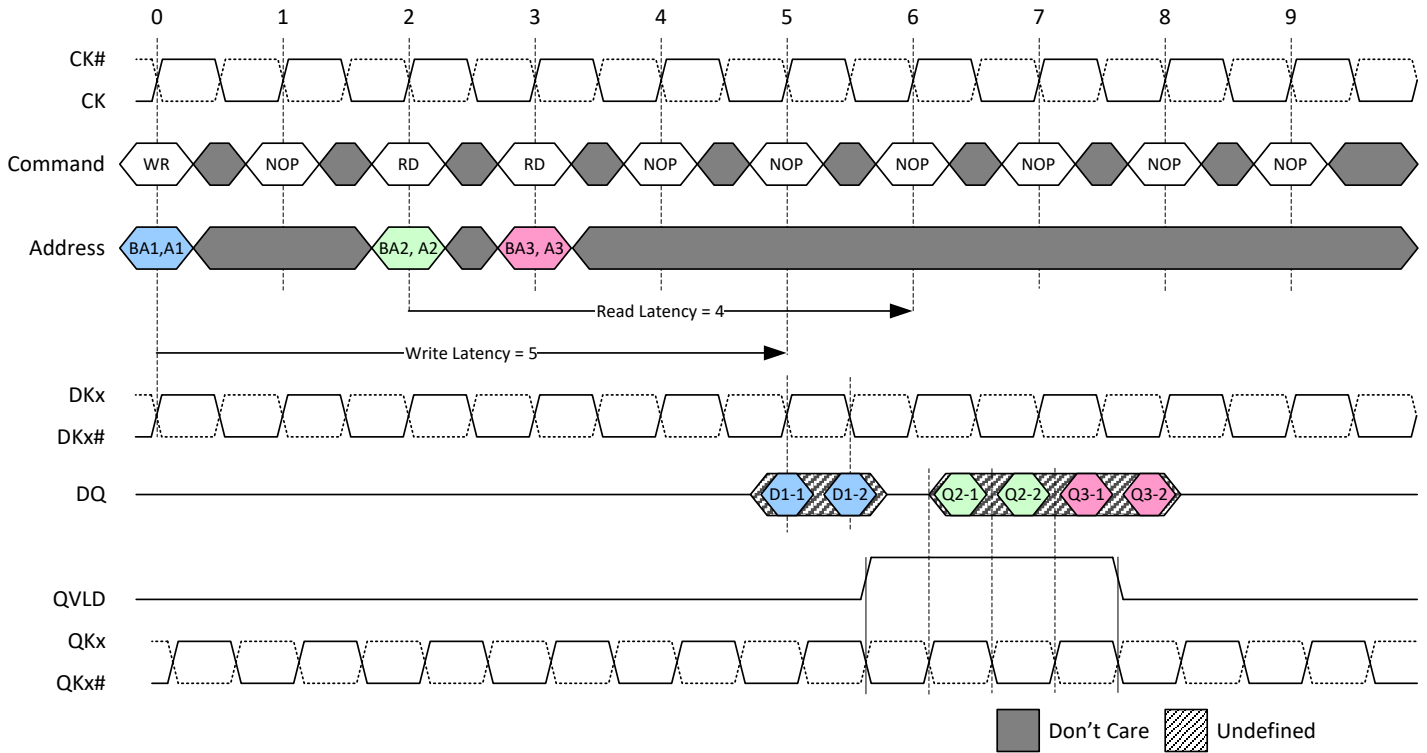 0 1 2 3 4 5 6 7 8 9
CK#
CK
Command WR NOP RD RD NOP NOP NOP NOP NOP NOP
Address BA1,A1 BA2, A2 BA3, A3
Read Latency = 4
Write Latency = 5
DKx
DKx#
DQ D1-1 D1-2 Q2-1 Q2-2 Q3-1 Q3-2
QVLD
QKx
QKx#
Don't Care Undefined